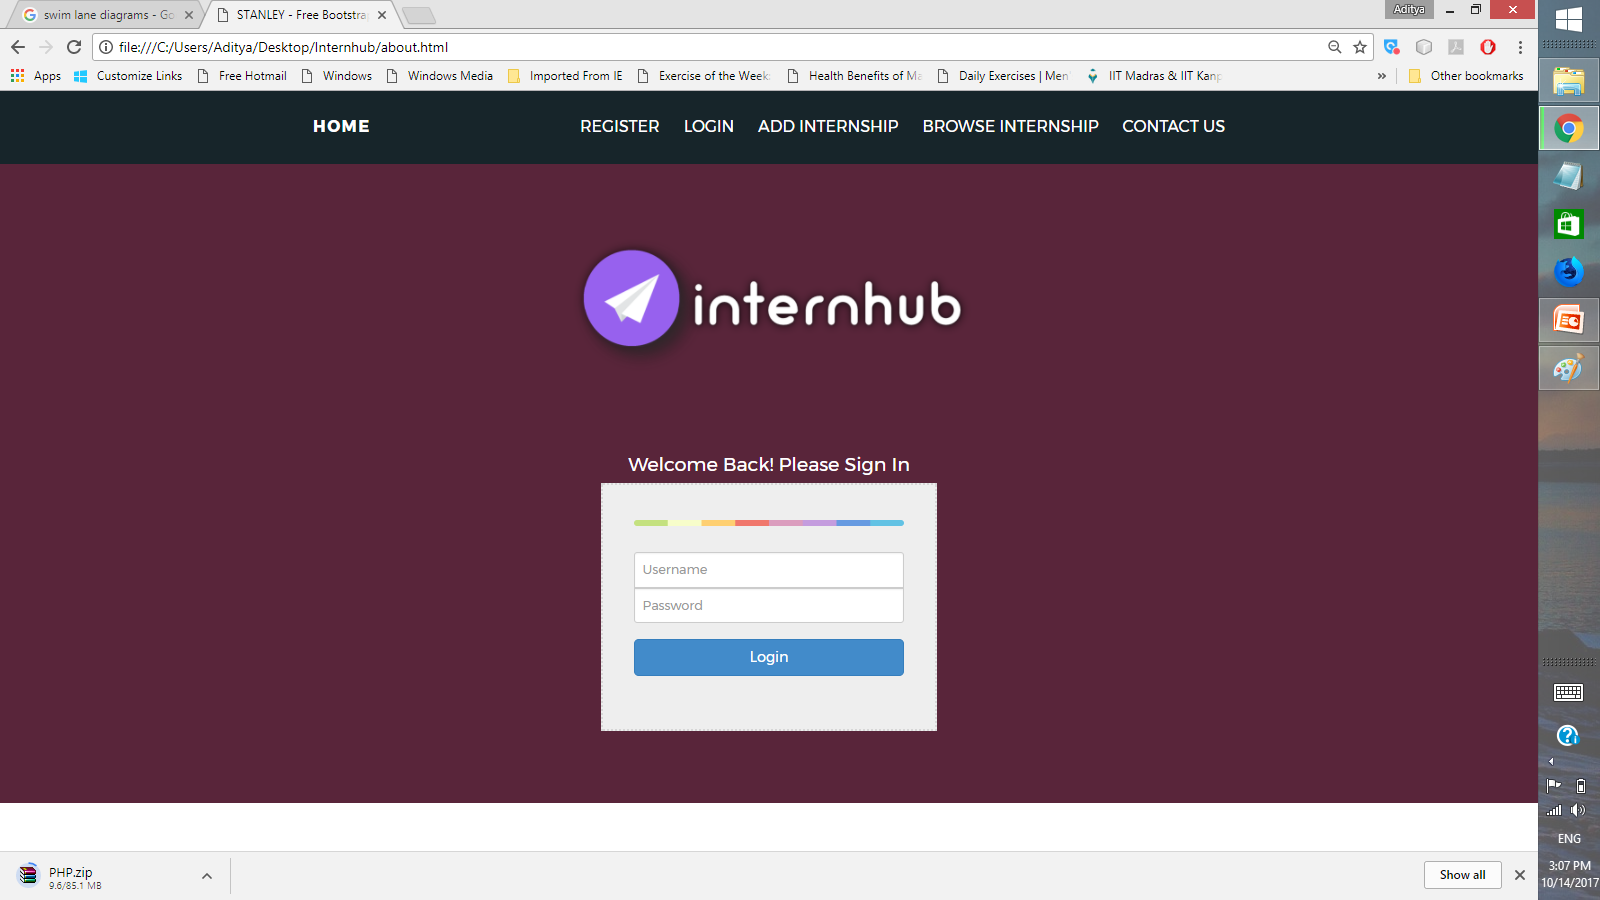 swim lane diagrams - Go
STANLEY - Free Bootstra
Aditya
file:///C:/Users/Aditya/Desktop/Internhub/about.html
Apps
Customize Links
Free Hotmail
Windows
Windows Media
Imported From IE
Exercise of the Week
Health Benefits of Ma
Daily Exercises | Men
IIT Madras & IIT Kanp
»
Other bookmarks
HOME
REGISTER
LOGIN
ADD INTERNSHIP
BROWSE INTERNSHIP
CONTACT US
internhub
Welcome Back! Please Sign In
Username
Password
Login
PHP.zip
9.6/85.1 MB
Show all
ENG
3:07 PM
10/14/2017